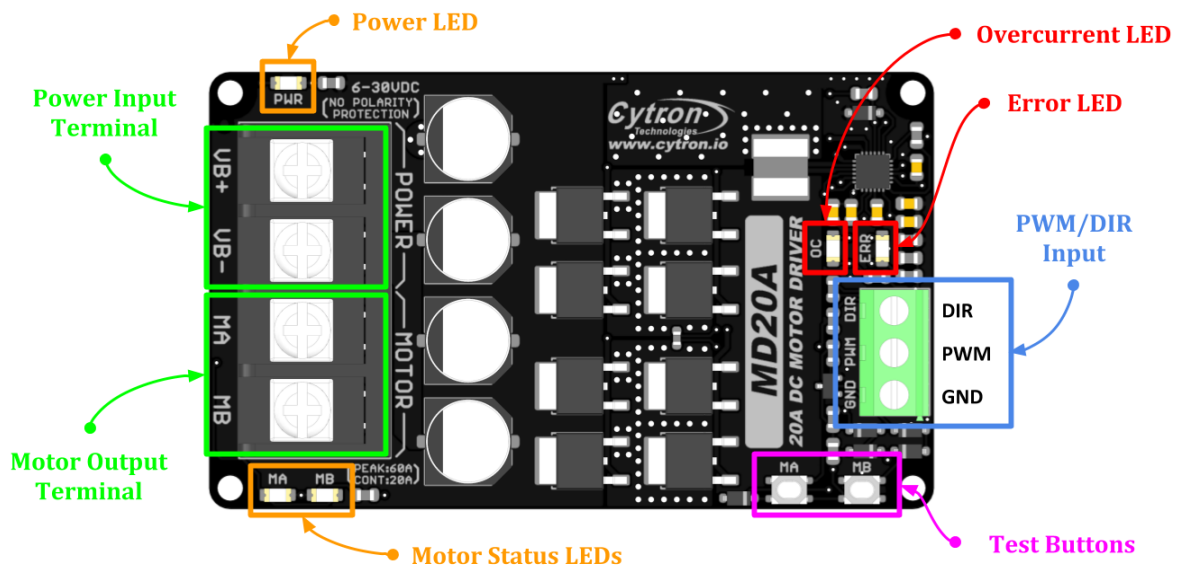 Power LED
Overcurrent LED
Error LED
Power Input
Terminal
PWM/DIR
Input
Motor Output
Terminal
Motor Status LEDs
Test Buttons
PWR
6-30VDC
(NO POLARITY
PROTECTION)
VB+
VB-
POWER
MA
MB
MOTOR
MA
MB
(PEAK:60A
CONT:20A)
Cytron
Technologies
www.cytron.io
MD20A
20A DC MOTOR DRIVER
OC
ERR
DIR
PWM
GND
DIR
PWM
GND
MA
MB